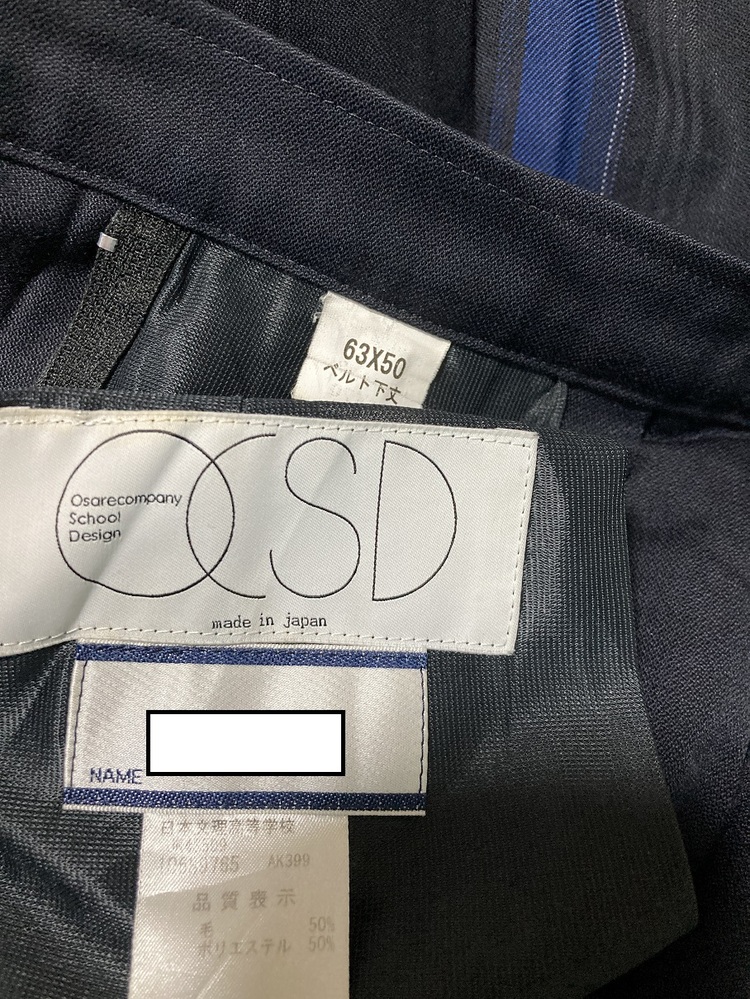 63X50
ベルト下丈
OCSD
Osarecompany
School
Design
made in japan
NAME
日本文理高等学校
AK399
品質表示
毛 50%
ポリエステル 50%